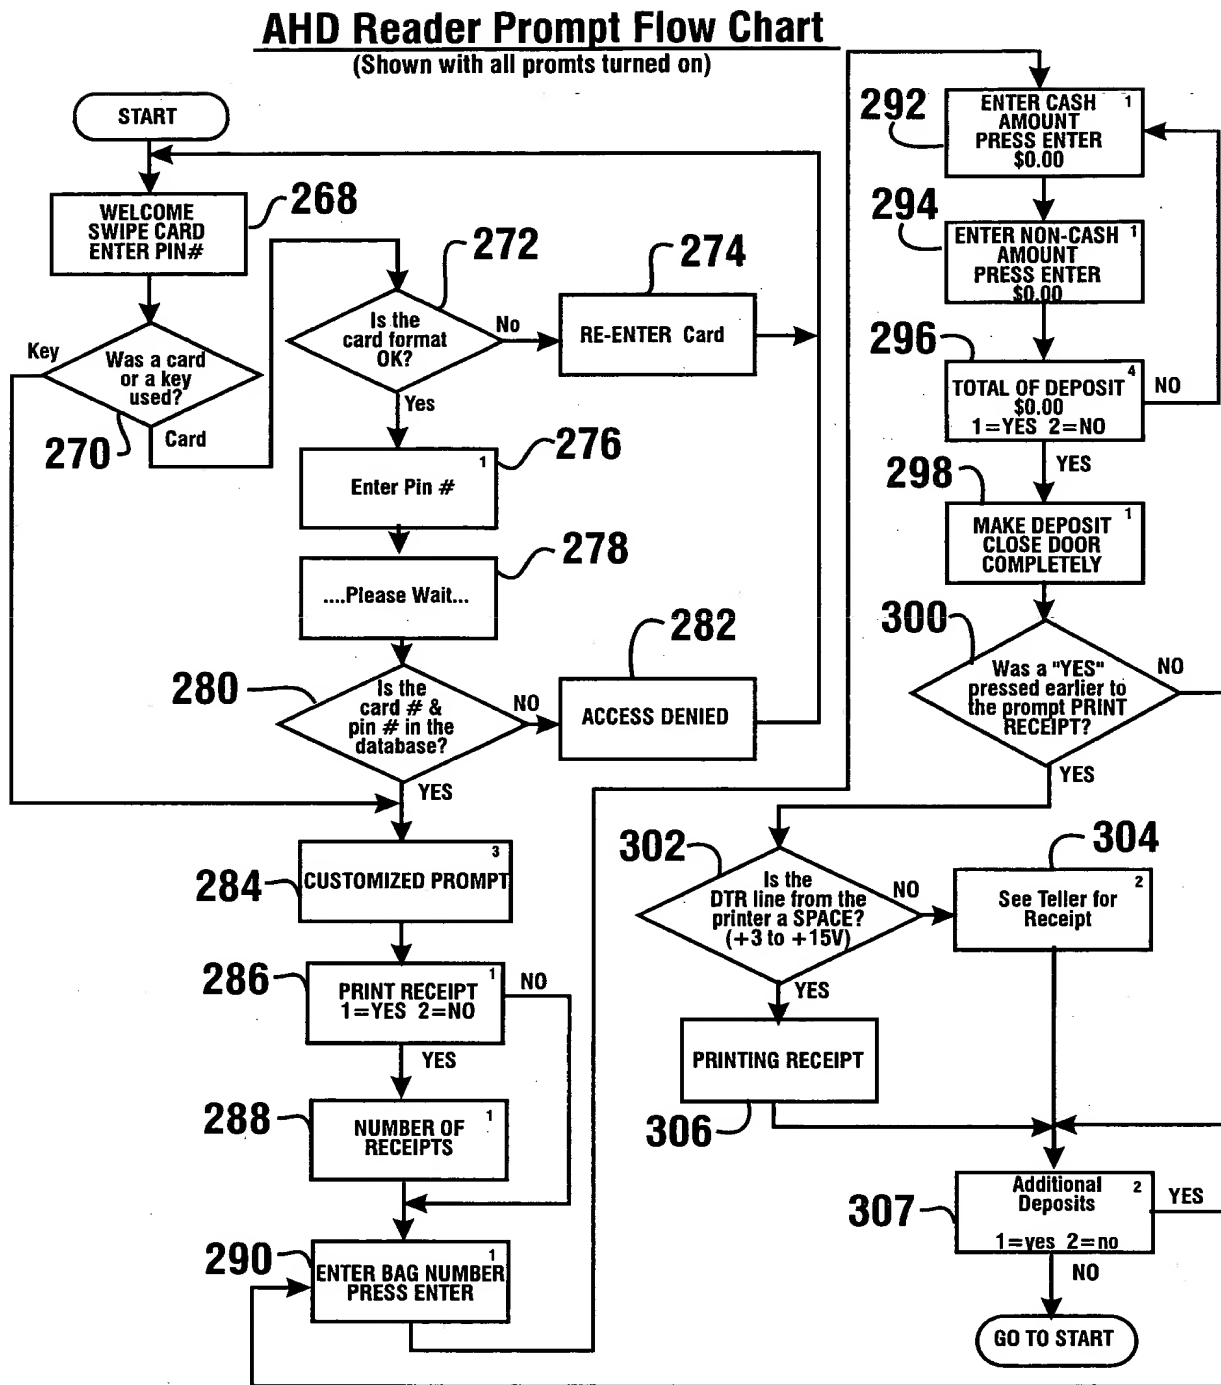 AHD Reader Prompt Flow Chart
(Shown with all promts turned on)
START
268
WELCOME
SWIPE CARD
ENTER PIN#
Key
Was a card
or a key
used?
270
Card
272
Is the
card format
OK?
No
Yes
274
RE-ENTER Card
276
1
Enter Pin #
278
....Please Wait...
280
Is the
card # &
pin # in the
database?
NO
YES
282
ACCESS DENIED
284
3
CUSTOMIZED PROMPT
286
1
PRINT RECEIPT
1=YES 2=NO
NO
YES
288
1
NUMBER OF
RECEIPTS
290
1
ENTER BAG NUMBER
PRESS ENTER
292
1
ENTER CASH
AMOUNT
PRESS ENTER
$0.00
294
1
ENTER NON-CASH
AMOUNT
PRESS ENTER
$0.00
296
4
TOTAL OF DEPOSIT
$0.00
1=YES 2=NO
NO
YES
298
1
MAKE DEPOSIT
CLOSE DOOR
COMPLETELY
300
Was a "YES"
pressed earlier to
the prompt PRINT
RECEIPT?
NO
YES
302
Is the
DTR line from the
printer a SPACE?
(+3 to +15V)
NO
YES
304
2
See Teller for
Receipt
PRINTING RECEIPT
306
307
2
Additional
Deposits
1=yes 2=no
YES
NO
GO TO START